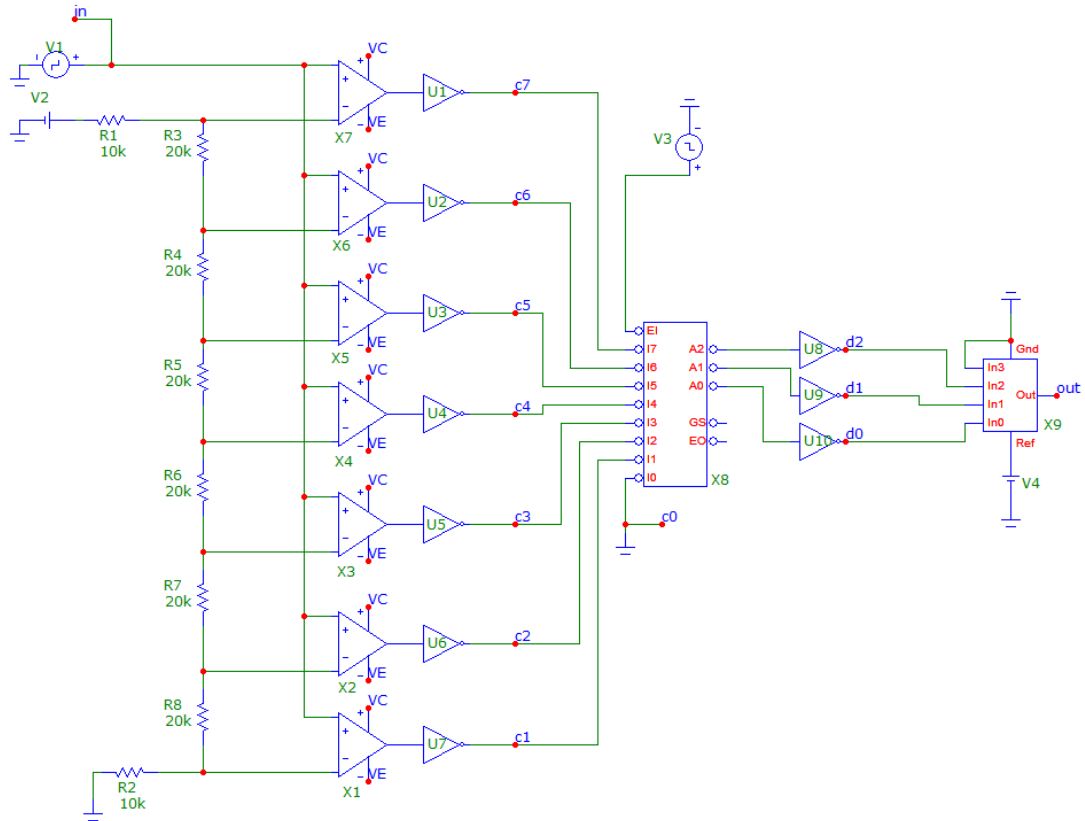 in
V1
V2
R1
10k
R3
20k
VC
VE
X7
U1
c7
V3
VC
VE
X6
U2
c6
R4
20k
VC
VE
X5
U3
c5
R5
20k
VC
VE
X4
U4
c4
R6
20k
VC
VE
X3
U5
c3
R7
20k
VC
VE
X2
U6
c2
R8
20k
VC
VE
X1
U7
c1
R2
10k
EI
I7
I6
I5
I4
I3
I2
I1
I0
A2
A1
A0
GS
EO
X8
c0
U8
d2
U9
d1
U10
d0
Gnd
In3
In2
In1
In0
Out
out
X9
Ref
V4